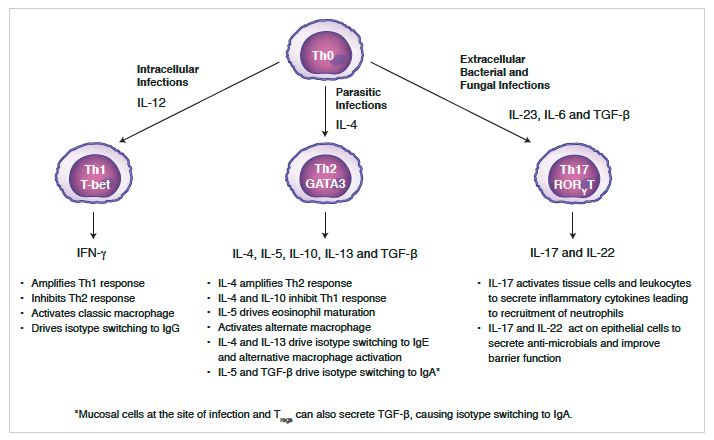 Th0
Intracellular
Infections
IL-12
Parasitic
Infections
IL-4
Extracellular
Bacterial and
Fungal Infections
IL-23, IL-6 and TGF-β
Th1
T-bet
Th2
GATA3
Th17
RORγT
IFN-γ
· Amplifies Th1 response
· Inhibits Th2 response
· Activates classic macrophage
· Drives isotype switching to IgG
IL-4, IL-5, IL-10, IL-13 and TGF-β
· IL-4 amplifies Th2 response
· IL-4 and IL-10 inhibit Th1 response
· IL-5 drives eosinophil maturation
· Activates alternate macrophage
· IL-4 and IL-13 drive isotype switching to IgE
and alternative macrophage activation
· IL-5 and TGF-β drive isotype switching to IgA*
IL-17 and IL-22
· IL-17 activates tissue cells and leukocytes
to secrete inflammatory cytokines leading
to recruitment of neutrophils
· IL-17 and IL-22 act on epithelial cells to
secrete anti-microbials and improve
barrier function
*Mucosal cells at the site of infection and Tregs can also secrete TGF-β, causing isotype switching to IgA.